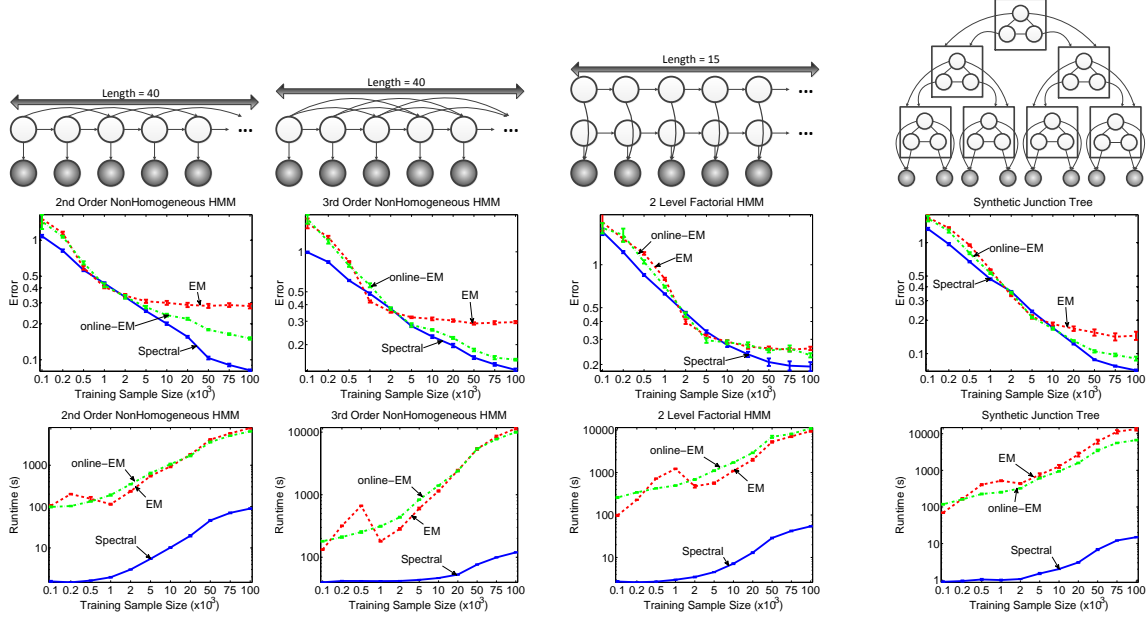 Length = 40
...
Length = 40
...
Length = 15
...
...
2nd Order NonHomogeneous HMM
1
0.5
0.4
0.3
0.2
0.1
Error
EM
online−EM
Spectral
0.1 0.2 0.5 1 2 5 10 20 50 75 100
Training Sample Size (x10³)
3rd Order NonHomogeneous HMM
1
0.5
0.4
0.3
0.2
Error
online−EM
EM
Spectral
0.1 0.2 0.5 1 2 5 10 20 50 75 100
Training Sample Size (x10³)
2 Level Factorial HMM
1
0.5
0.4
0.3
0.2
Error
online−EM
EM
Spectral
0.1 0.2 0.5 1 2 5 10 20 50 75 100
Training Sample Size (x10³)
Synthetic Junction Tree
1
0.5
0.4
0.3
0.2
0.1
Error
online−EM
Spectral
EM
0.1 0.2 0.5 1 2 5 10 20 50 75 100
Training Sample Size (x10³)
2nd Order NonHomogeneous HMM
1000
100
10
Runtime (s)
online−EM
EM
Spectral
0.1 0.2 0.5 1 2 5 10 20 50 75 100
Training Sample Size (x10³)
3rd Order NonHomogeneous HMM
10000
1000
100
Runtime (s)
online−EM
EM
Spectral
0.1 0.2 0.5 1 2 5 10 20 50 75 100
Training Sample Size (x10³)
2 Level Factorial HMM
10000
1000
100
10
Runtime (s)
online−EM
EM
Spectral
0.1 0.2 0.5 1 2 5 10 20 50 75 100
Training Sample Size (x10³)
Synthetic Junction Tree
10000
1000
100
10
1
Runtime (s)
EM
online−EM
Spectral
0.1 0.2 0.5 1 2 5 10 20 50 75 100
Training Sample Size (x10³)